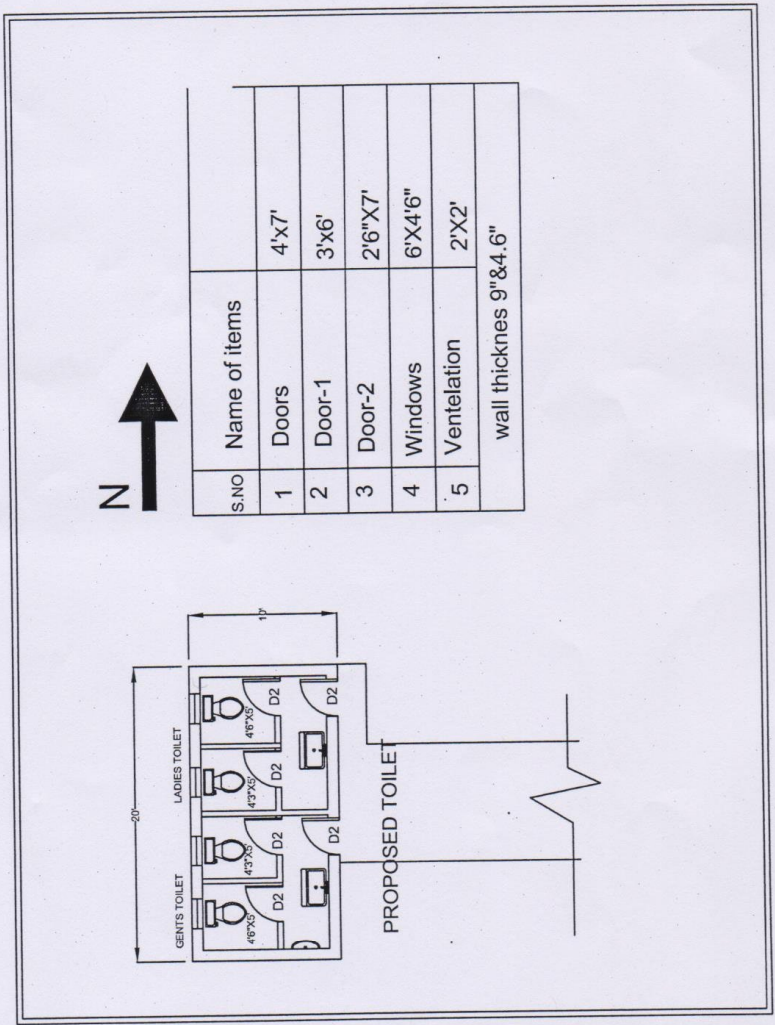 N
S.NO Name of items
1 Doors 4'x7'
2 Door-1 3'x6'
3 Door-2 2'6"X7'
4 Windows 6'X4'6"
5 Ventelation 2'X2'
wall thicknes 9"&4.6"
20'
10'
GENTS TOILET LADIES TOILET
4'6"X5' 4'3"X5' 4'3"X5' 4'6"X5'
D2 D2 D2 D2
D2 D2
PROPOSED TOILET